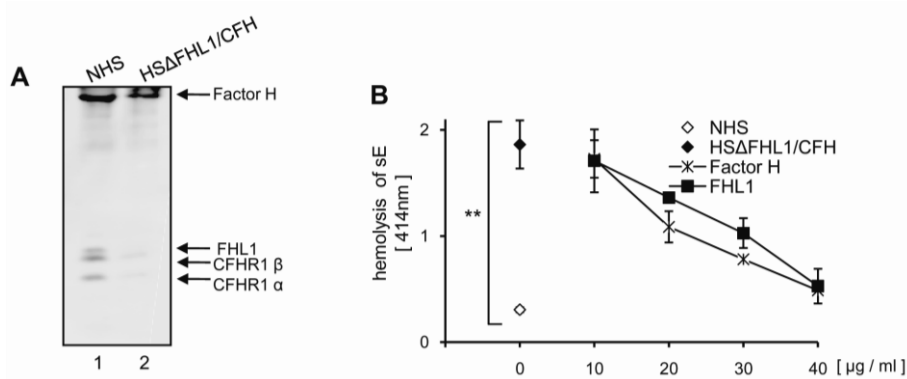 A
NHS
HSΔFHL1/CFH
Factor H
FHL1
CFHR1 β
CFHR1 α
1 2
B
hemolysis of sE
[ 414nm ]
2
1
0
**
NHS
HSΔFHL1/CFH
Factor H
FHL1
0 10 20 30 40 [ μg / ml ]